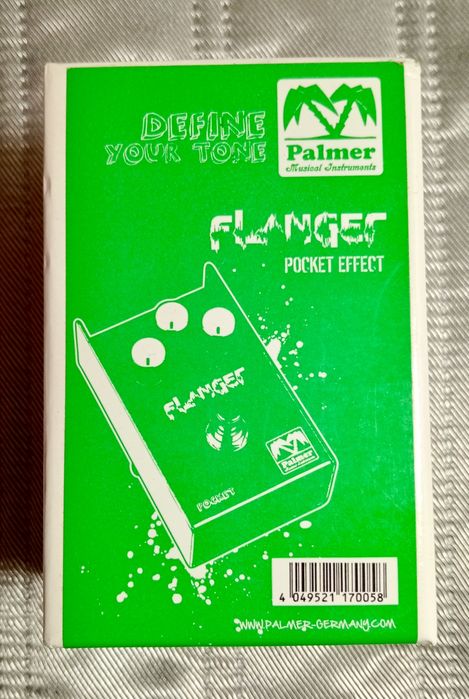 DEFINE
YOUR TONE
Palmer
Musical Instruments
FLANGER
POCKET EFFECT
FLANGER
Palmer
POCKET
4 049521 170058
WWW.PALMER-GERMANY.COM